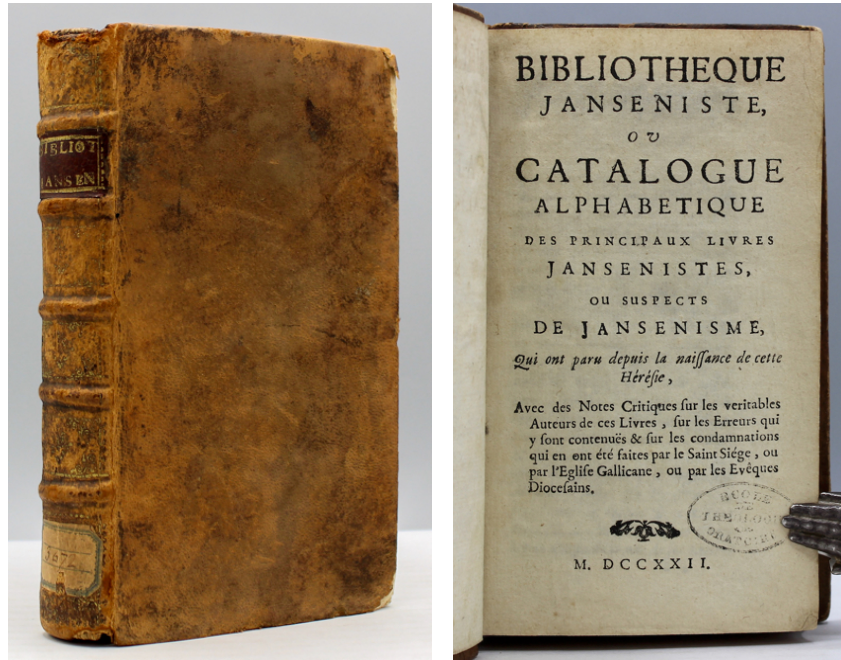 IBLIOT
IANSEN
BIBLIOTHEQUE
JANSENISTE,
OU
CATALOGUE
ALPHABETIQUE
DES PRINCIPAUX LIVRES
JANSENISTES,
OU SUSPECTS
DE JANSENISME,
Qui ont paru depuis la naiſſance de cette
Héréſie,
Avec des Notes Critiques ſur les veritables
Auteurs de ces Livres, ſur les Erreurs qui
y ſont contenuës & ſur les condamnations
qui en ont été faites par le Saint Siége, ou
par l'Egliſe Gallicane, ou par les Evêques
Dioceſains.
M. DCCXXII.